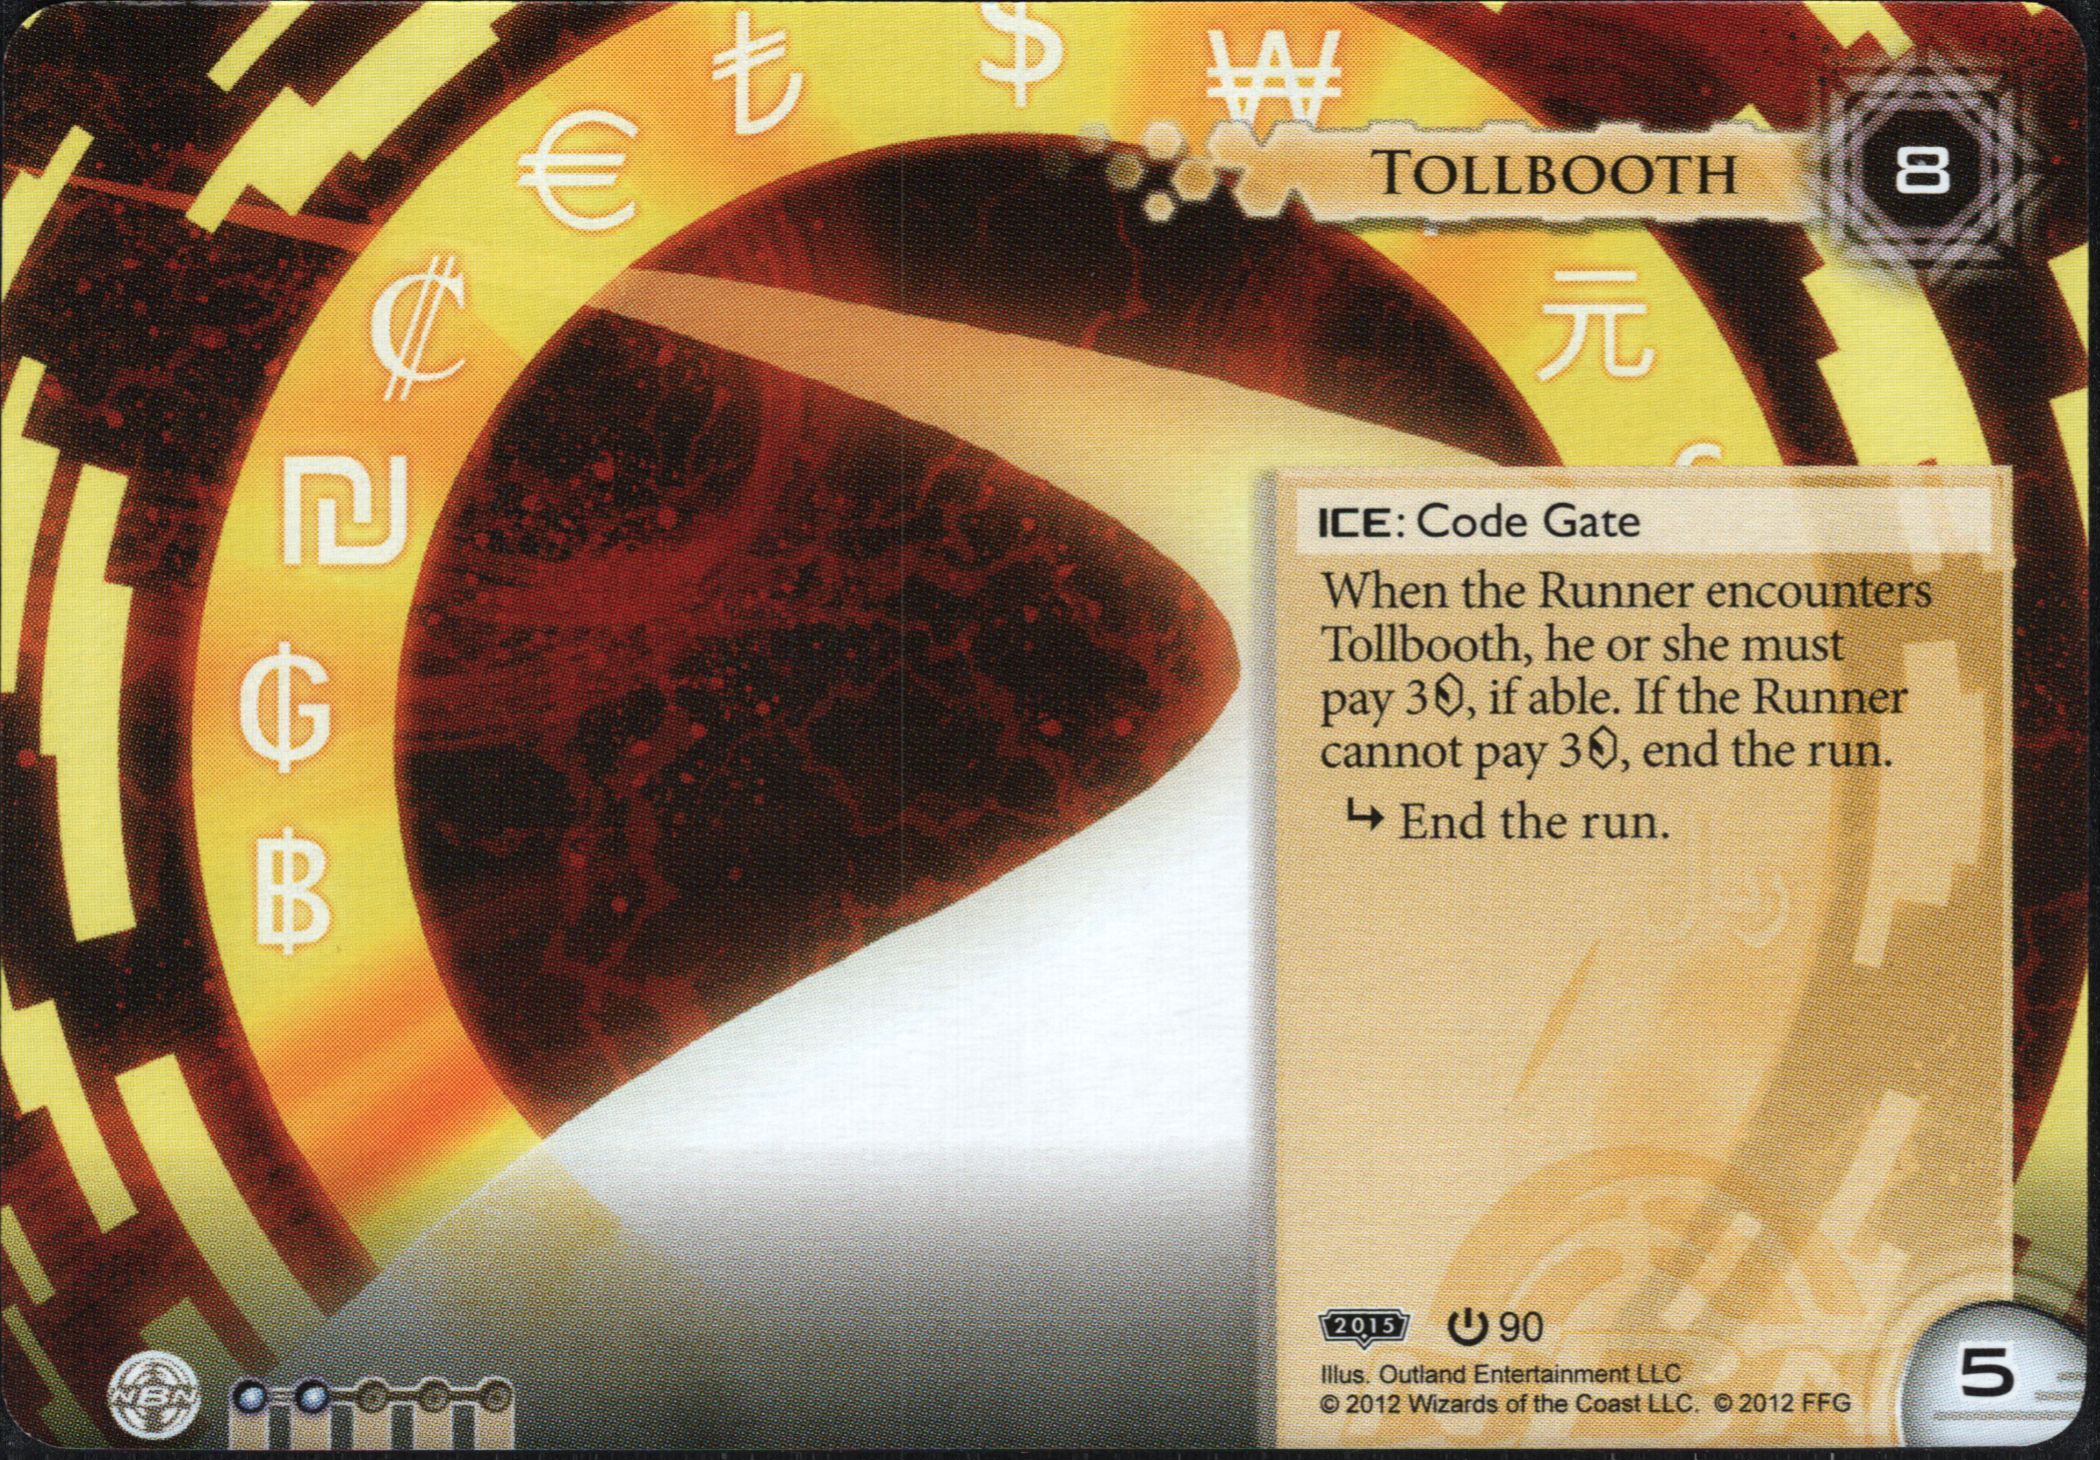 ₺ $ ₩
€
₵
₪
₲
฿
元
TOLLBOOTH
8
ICE: Code Gate
When the Runner encounters
Tollbooth, he or she must
pay 3, if able. If the Runner
cannot pay 3, end the run.
↳ End the run.
2015 90
Illus. Outland Entertainment LLC
© 2012 Wizards of the Coast LLC. © 2012 FFG
5
NBN